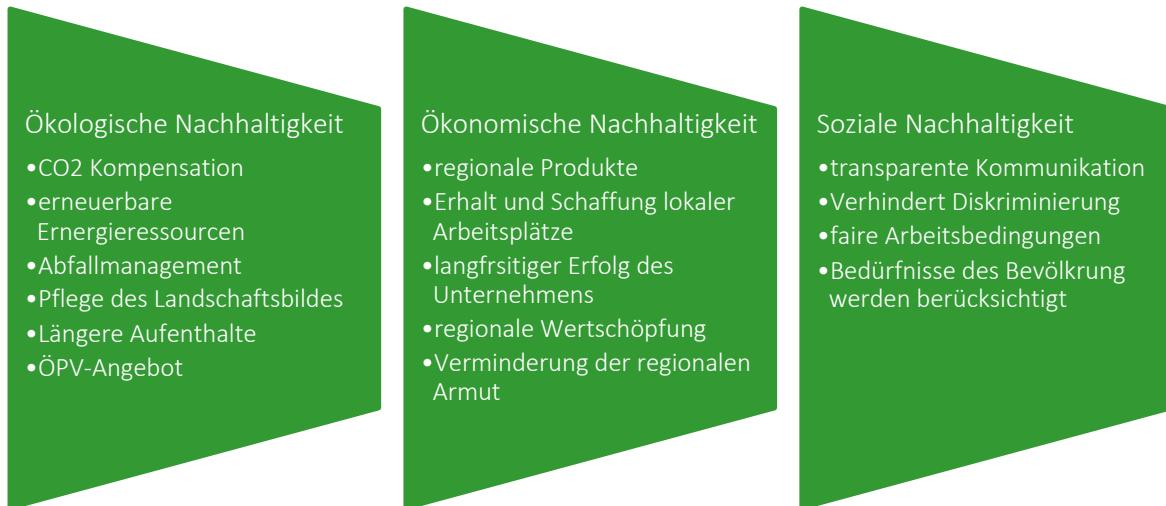 Ökologische Nachhaltigkeit
•CO2 Kompensation
•erneuerbare
Ernergieressourcen
•Abfallmanagement
•Pflege des Landschaftsbildes
•Längere Aufenthalte
•ÖPV-Angebot
Ökonomische Nachhaltigkeit
•regionale Produkte
•Erhalt und Schaffung lokaler
Arbeitsplätze
•langfrsitiger Erfolg des
Unternehmens
•regionale Wertschöpfung
•Verminderung der regionalen
Armut
Soziale Nachhaltigkeit
•transparente Kommunikation
•Verhindert Diskriminierung
•faire Arbeitsbedingungen
•Bedürfnisse des Bevölkrung
werden berücksichtigt